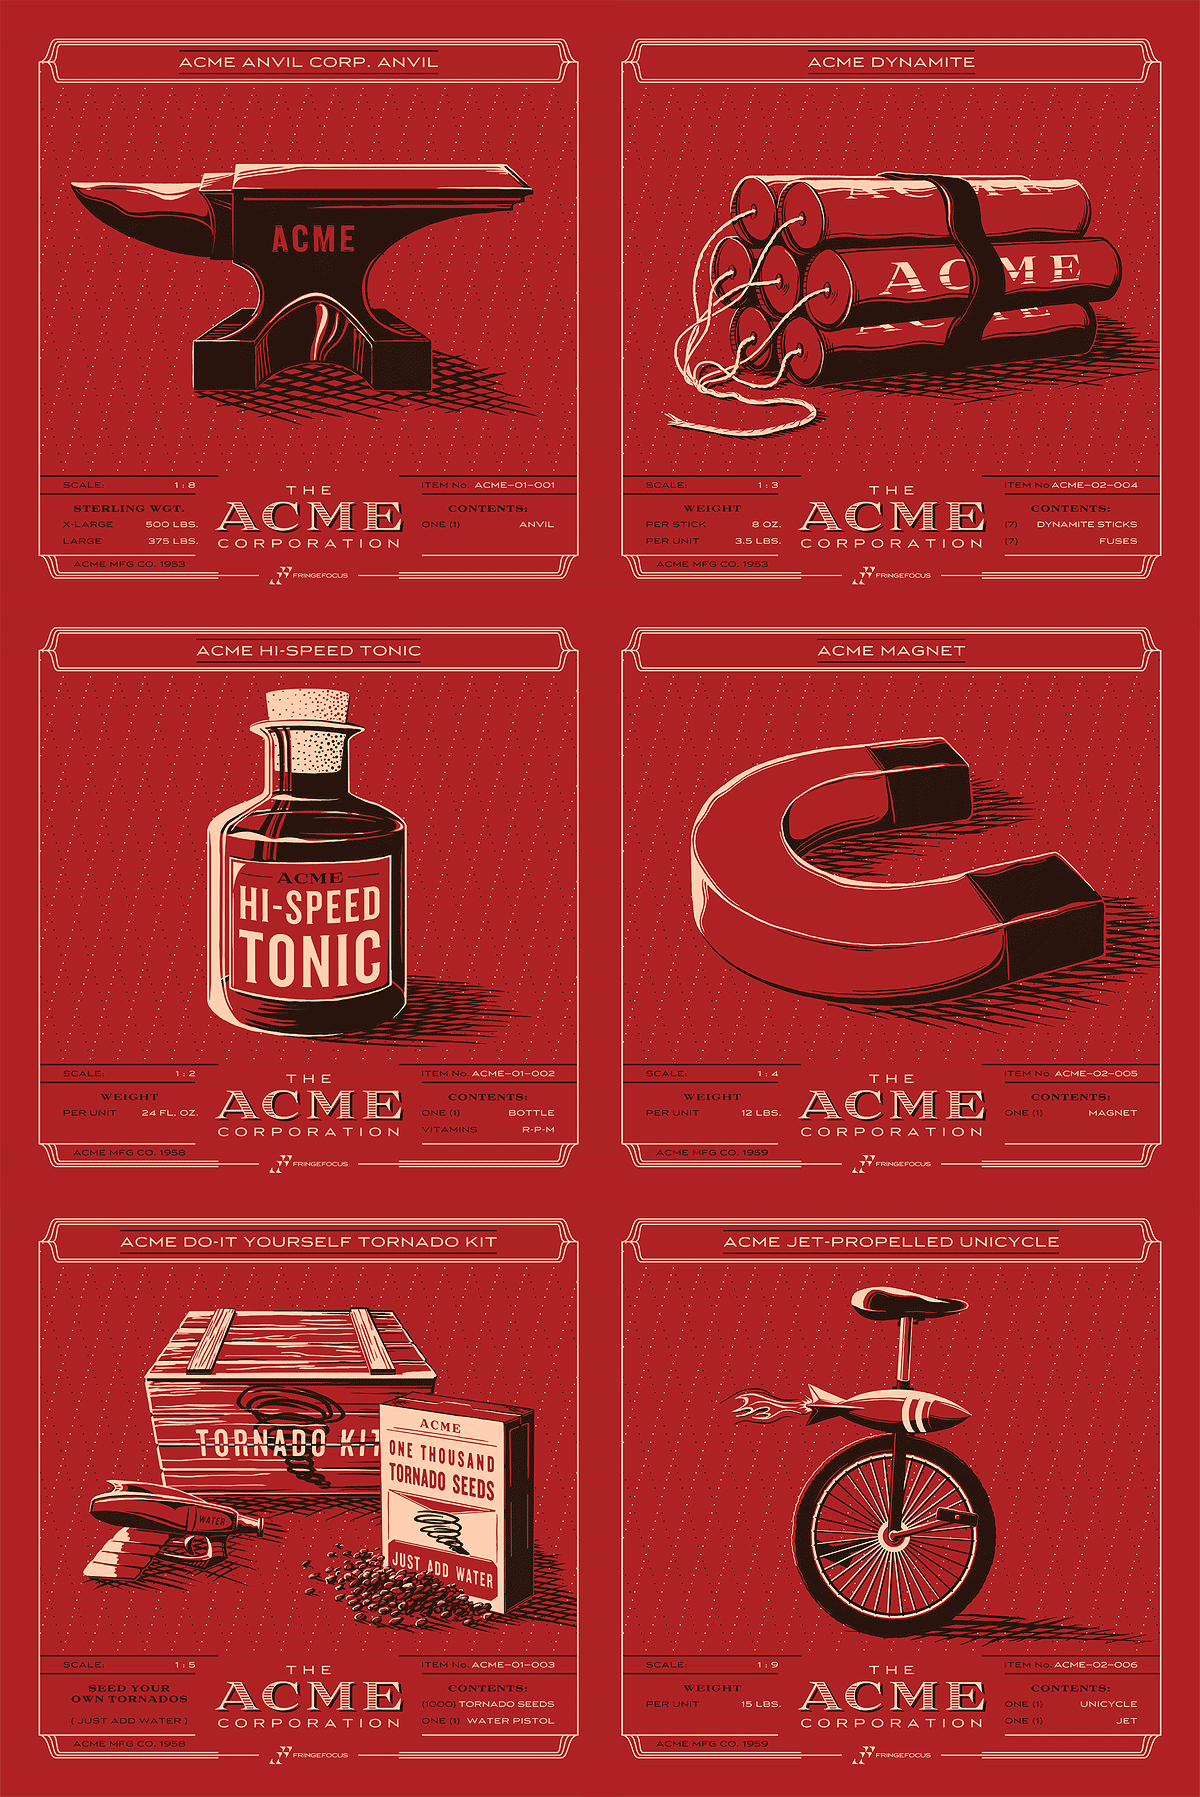 ACME ANVIL CORP. ANVIL
ACME
SCALE: 1:8
STERLING WGT.
X-LARGE 500 LBS.
LARGE 375 LBS.
ACME MFG CO. 1953
THE
ACME
CORPORATION
FRINGEFOCUS
ITEM No. ACME-01-001
CONTENTS:
ONE (1) ANVIL
ACME DYNAMITE
ACME
ACME
ACME
SCALE: 1:3
WEIGHT
PER STICK 8 OZ.
PER UNIT 3.5 LBS.
ACME MFG CO. 1953
THE
ACME
CORPORATION
FRINGEFOCUS
ITEM No. ACME-02-004
CONTENTS:
(7) DYNAMITE STICKS
(7) FUSES
ACME HI-SPEED TONIC
ACME
HI-SPEED
TONIC
SCALE: 1:2
WEIGHT
PER UNIT 24 FL. OZ.
ACME MFG CO. 1958
THE
ACME
CORPORATION
FRINGEFOCUS
ITEM No. ACME-01-002
CONTENTS:
ONE (1) BOTTLE
VITAMINS R-P-M
ACME MAGNET
SCALE: 1:4
WEIGHT
PER UNIT 12 LBS.
ACME MFG CO. 1959
THE
ACME
CORPORATION
FRINGEFOCUS
ITEM No. ACME-02-005
CONTENTS:
ONE (1) MAGNET
ACME DO-IT YOURSELF TORNADO KIT
TORNADO KIT
ACME
ONE THOUSAND
TORNADO SEEDS
JUST ADD WATER
WATER
SCALE: 1:5
SEED YOUR
OWN TORNADOS
( JUST ADD WATER )
ACME MFG CO. 1958
THE
ACME
CORPORATION
FRINGEFOCUS
ITEM No. ACME-01-003
CONTENTS:
(1000) TORNADO SEEDS
ONE (1) WATER PISTOL
ACME JET-PROPELLED UNICYCLE
SCALE: 1:9
WEIGHT
PER UNIT 15 LBS.
ACME MFG CO. 1959
THE
ACME
CORPORATION
FRINGEFOCUS
ITEM No. ACME-02-006
CONTENTS:
ONE (1) UNICYCLE
ONE (1) JET